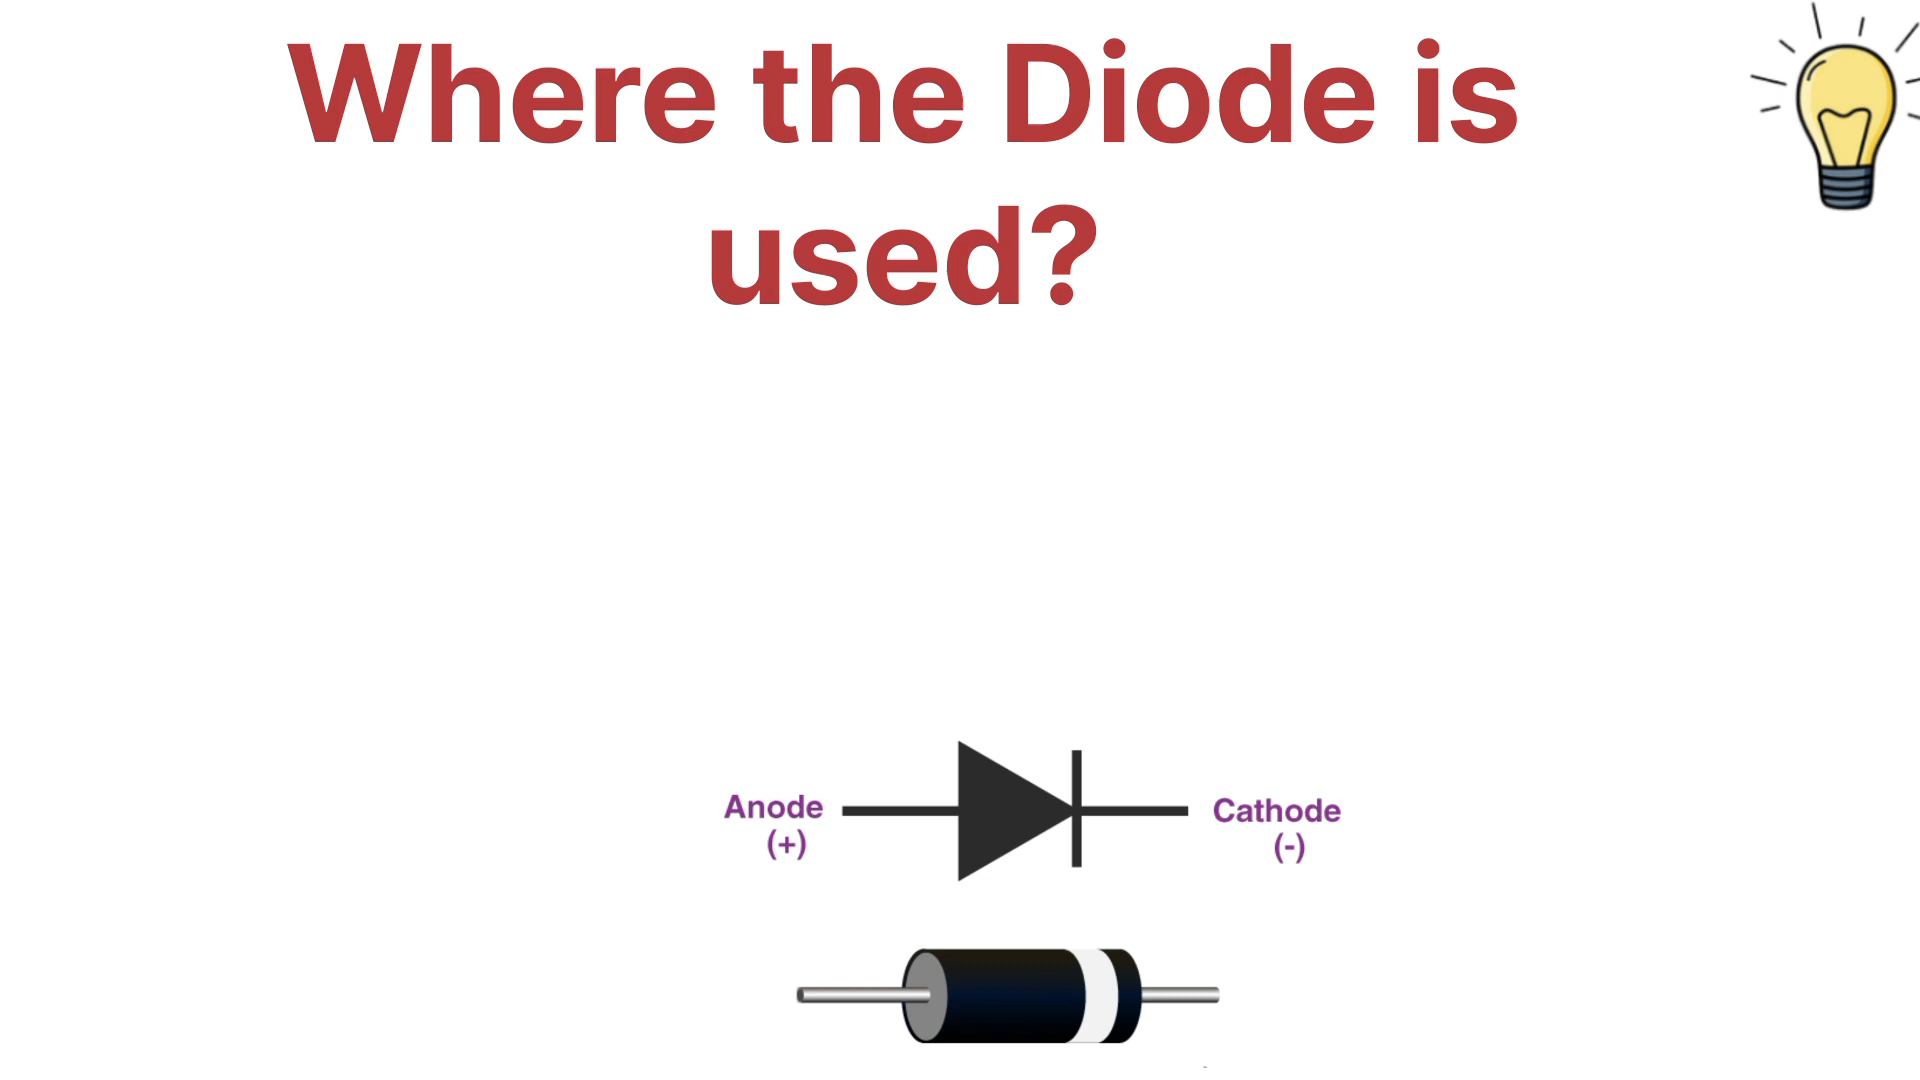 Where the Diode is
used?
Anode
(+)
Cathode
(-)